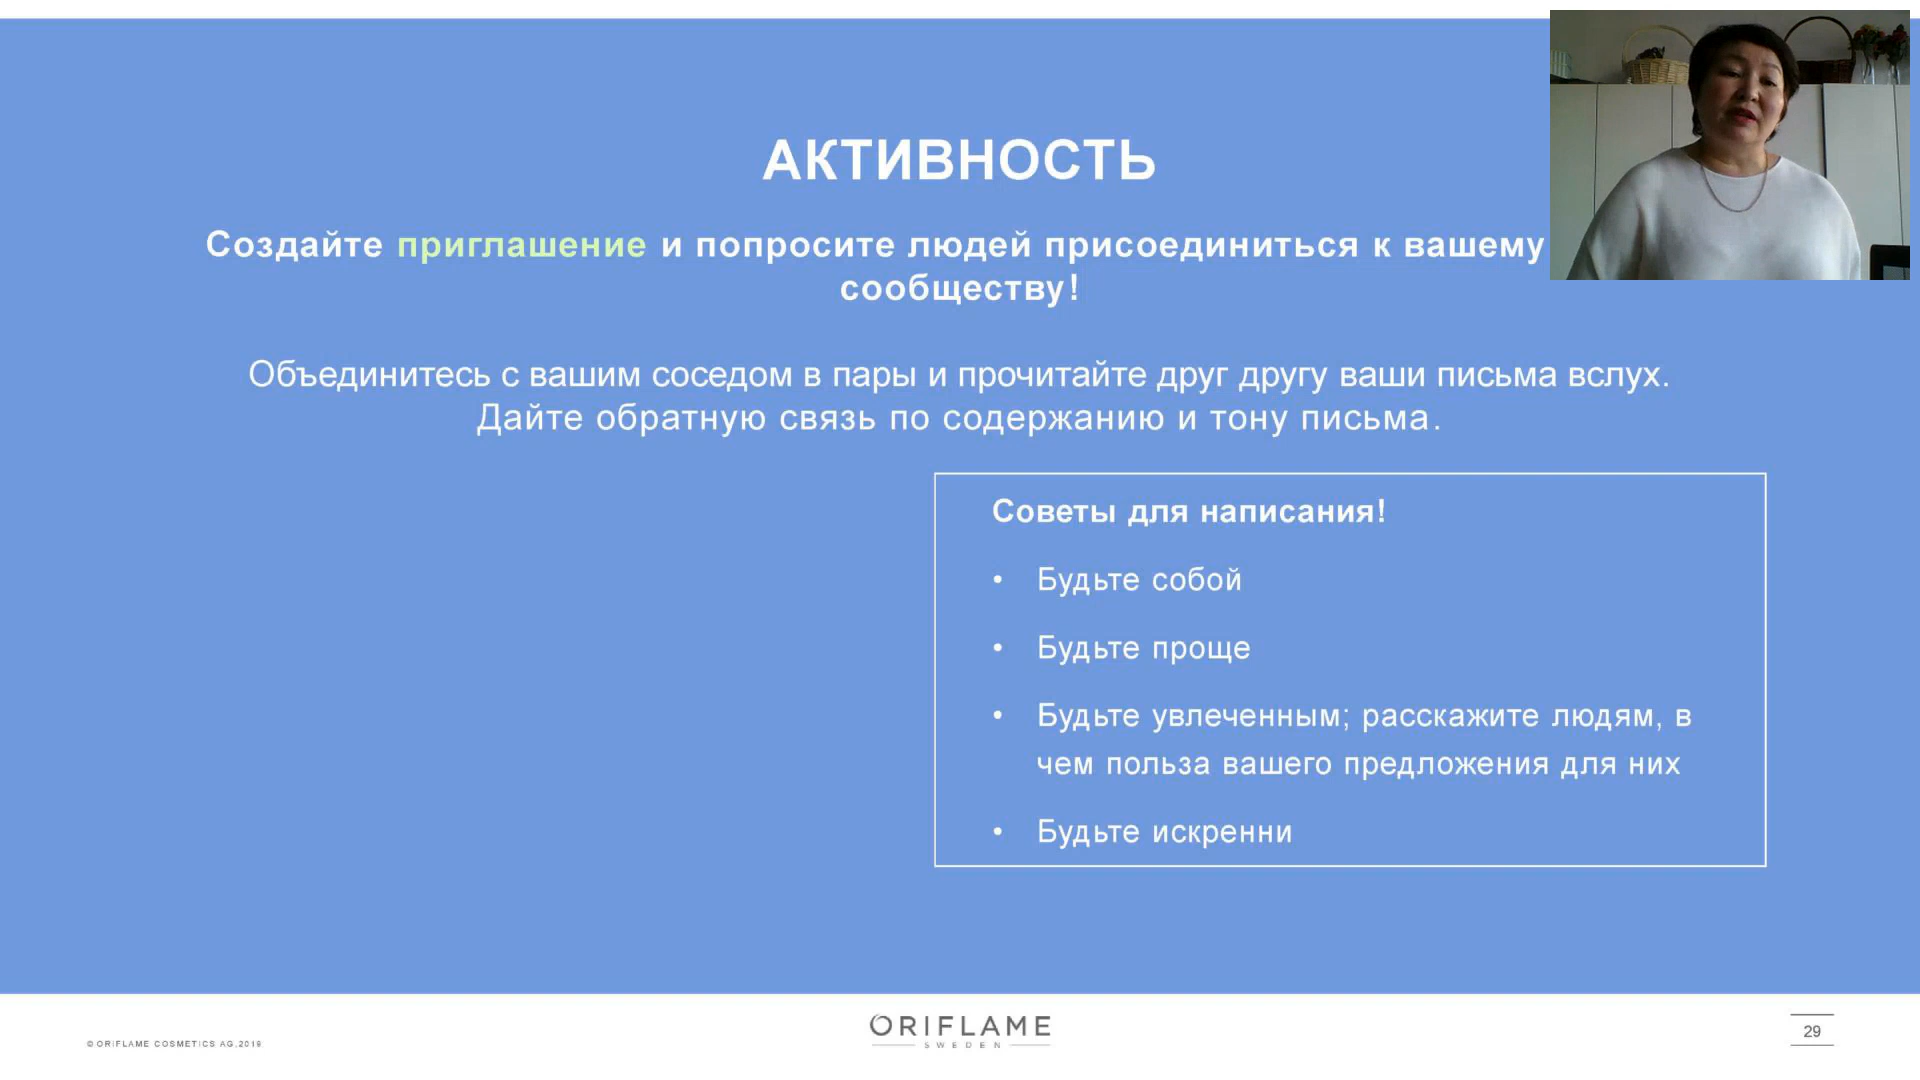 АКТИВНОСТЬ
Создайте приглашение и попросите людей присоединиться к вашему
сообществу!
Объединитесь с вашим соседом в пары и прочитайте друг другу ваши письма вслух.
Дайте обратную связь по содержанию и тону письма.
Советы для написания!
• Будьте собой
• Будьте проще
• Будьте увлеченным; расскажите людям, в
чем польза вашего предложения для них
• Будьте искренни
© ORIFLAME COSMETICS AG,2019
ORIFLAME
SWEDEN
29